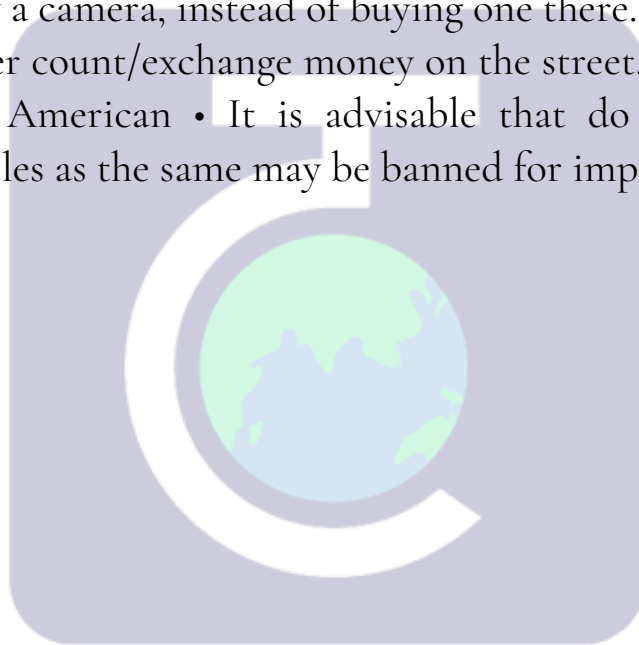 a camera, instead of buying one there.
er count/exchange money on the street.
American • It is advisable that do
les as the same may be banned for imp